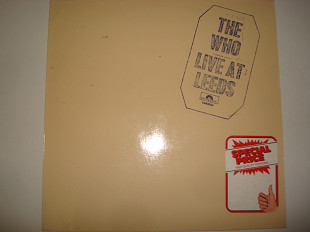 THE
WHO
LIVE AT
LEEDS
SPECIAL
PRICE